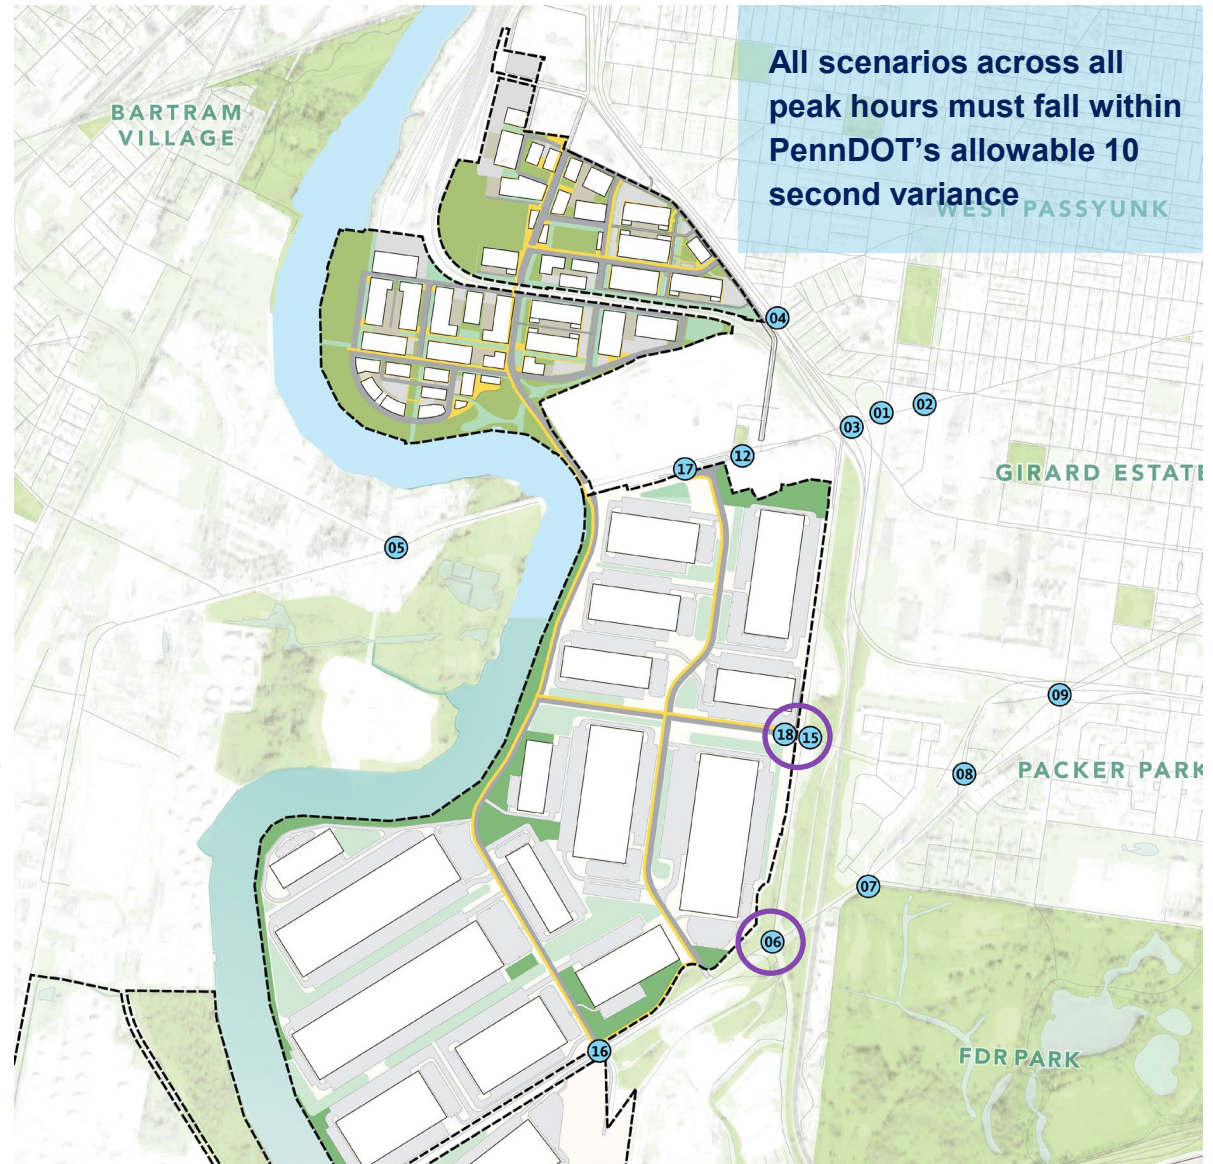 All scenarios across all
peak hours must fall within
PennDOT's allowable 10
second variance
BARTRAM
VILLAGE
WEST PASSYUNK
04
02
01
03
12
17
GIRARD ESTATE
05
09
18
15
08
PACKER PARK
07
06
16
FDR PARK